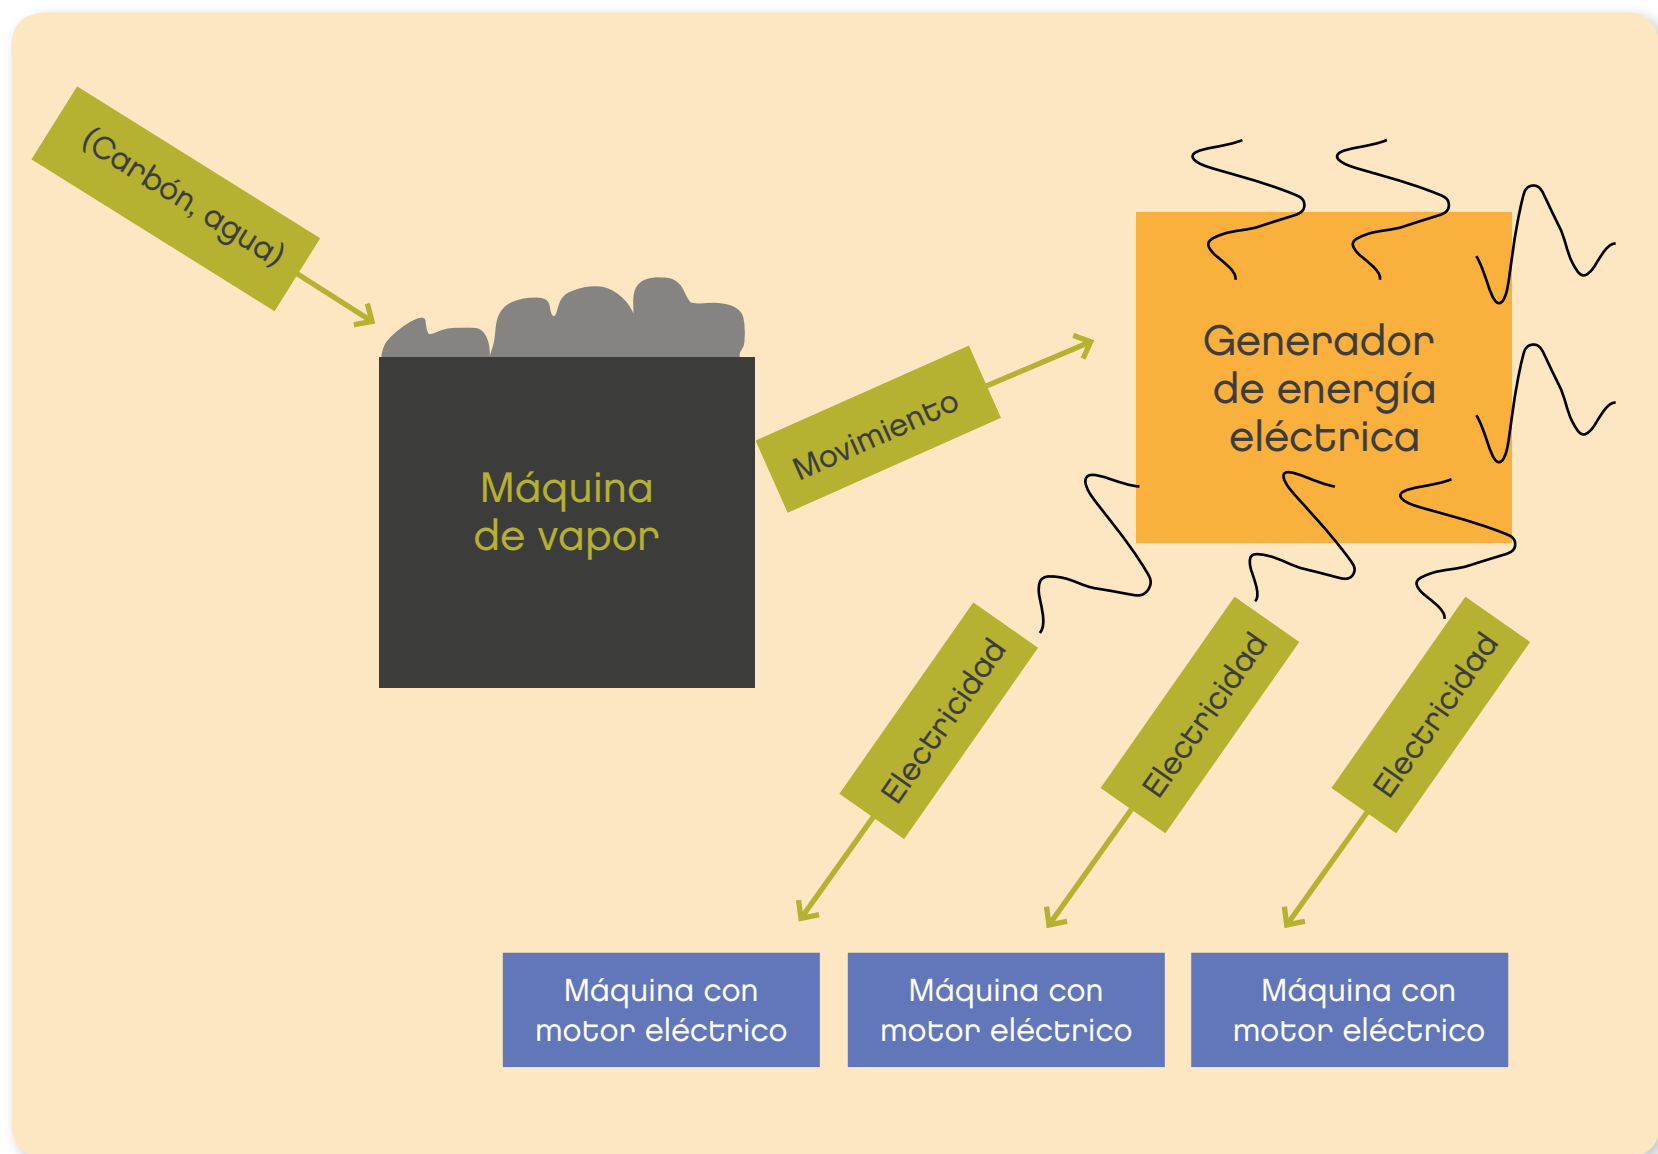 (Carbón, agua)
Máquina
de vapor
Movimiento
Generador
de energía
eléctrica
Electricidad
Electricidad
Electricidad
Máquina con
motor eléctrico
Máquina con
motor eléctrico
Máquina con
motor eléctrico